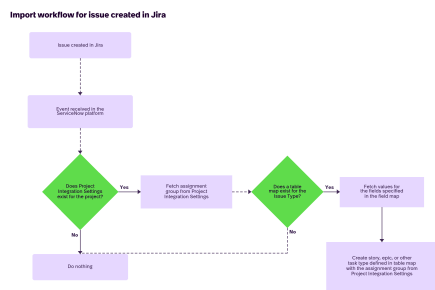 Import workflow for issue created in Jira
Issue created in Jira
Event received in the
ServiceNow platform
Does Project
Integration Settings
exist for the project?
Yes
Fetch assignment
group from Project
Integration Settings
Does a table
map exist for the
Issue Type?
Yes
Fetch values for
the fields specified
in the field map
No
No
Do nothing
Create story, epic, or other
task type defined in table map
with the assignment group from
Project Integration Settings